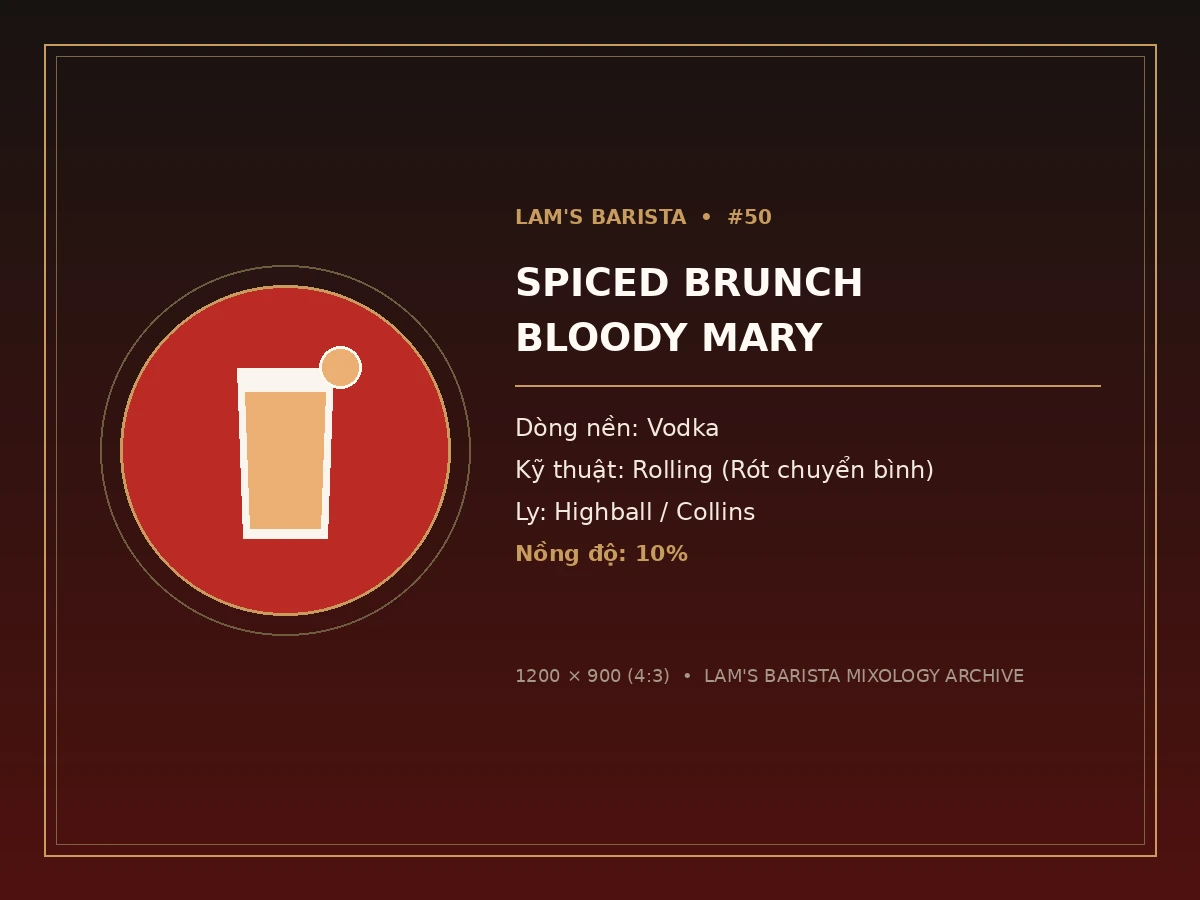 LAM'S BARISTA • #50
SPICED BRUNCH
BLOODY MARY
Dòng nền: Vodka
Kỹ thuật: Rolling (Rót chuyển bình)
Ly: Highball / Collins
Nồng độ: 10%
1200 × 900 (4:3) • LAM'S BARISTA MIXOLOGY ARCHIVE